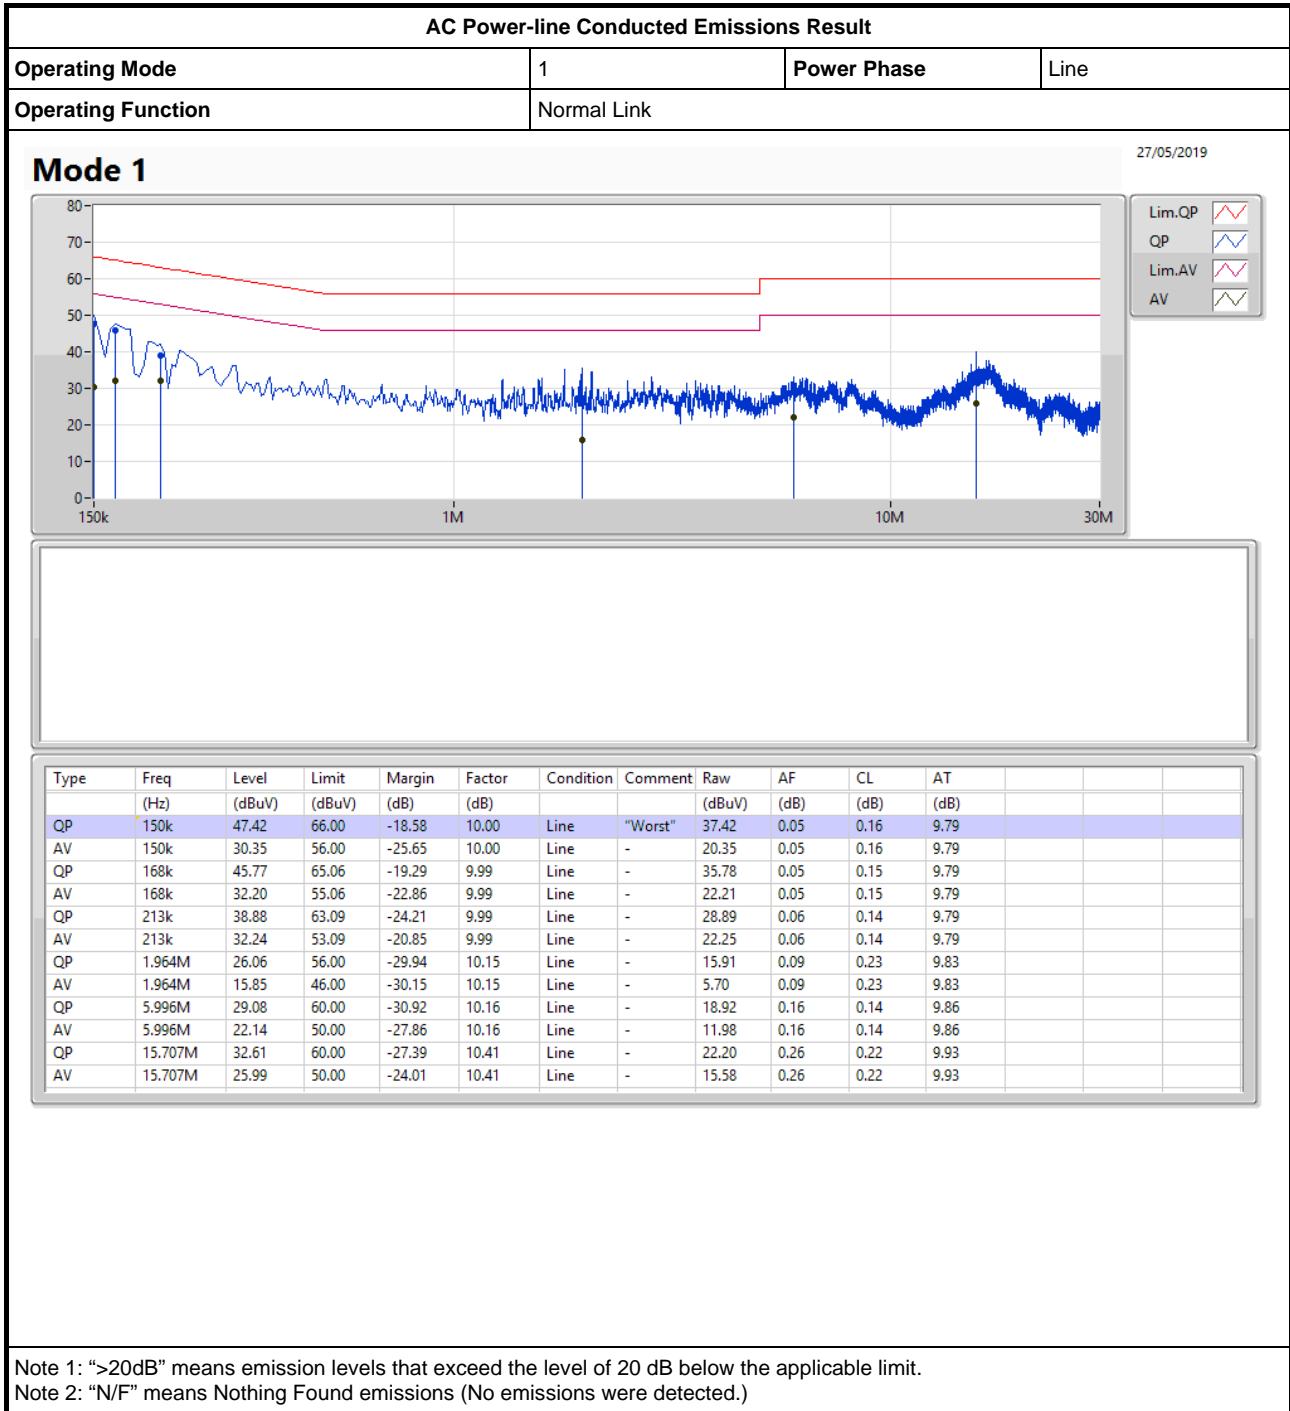 AC Power-line Conducted Emissions Result
Operating Mode 1 Power Phase Line
Operating Function Normal Link
27/05/2019
Mode 1
80
70
60
50
40
30
20
10
0
150k 1M 10M 30M
Lim.QP
QP
Lim.AV
AV
Type Freq Level Limit Margin Factor Condition Comment Raw AF CL AT
(Hz) (dBuV) (dBuV) (dB) (dB) (dBuV) (dB) (dB) (dB)
QP 150k 47.42 66.00 -18.58 10.00 Line "Worst" 37.42 0.05 0.16 9.79
AV 150k 30.35 56.00 -25.65 10.00 Line - 20.35 0.05 0.16 9.79
QP 168k 45.77 65.06 -19.29 9.99 Line - 35.78 0.05 0.15 9.79
AV 168k 32.20 55.06 -22.86 9.99 Line - 22.21 0.05 0.15 9.79
QP 213k 38.88 63.09 -24.21 9.99 Line - 28.89 0.06 0.14 9.79
AV 213k 32.24 53.09 -20.85 9.99 Line - 22.25 0.06 0.14 9.79
QP 1.964M 26.06 56.00 -29.94 10.15 Line - 15.91 0.09 0.23 9.83
AV 1.964M 15.85 46.00 -30.15 10.15 Line - 5.70 0.09 0.23 9.83
QP 5.996M 29.08 60.00 -30.92 10.16 Line - 18.92 0.16 0.14 9.86
AV 5.996M 22.14 50.00 -27.86 10.16 Line - 11.98 0.16 0.14 9.86
QP 15.707M 32.61 60.00 -27.39 10.41 Line - 22.20 0.26 0.22 9.93
AV 15.707M 25.99 50.00 -24.01 10.41 Line - 15.58 0.26 0.22 9.93
Note 1: “>20dB” means emission levels that exceed the level of 20 dB below the applicable limit.
Note 2: “N/F” means Nothing Found emissions (No emissions were detected.)